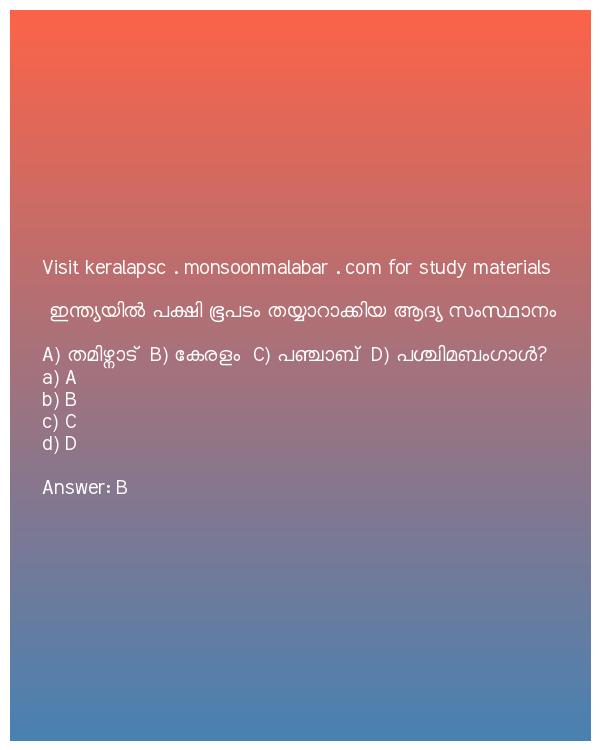 Visit keralapsc . monsoonmalabar . com for study materials
ഇന്ത്യയിൽ പക്ഷി ഭൂപടം തയ്യാറാക്കിയ ആദ്യ സംസ്ഥാനം
A) തമിഴ്നാട് B) കേരളം C) പഞ്ചാബ് D) പശ്ചിമബംഗാൾ?
a) A
b) B
c) C
d) D
Answer: B